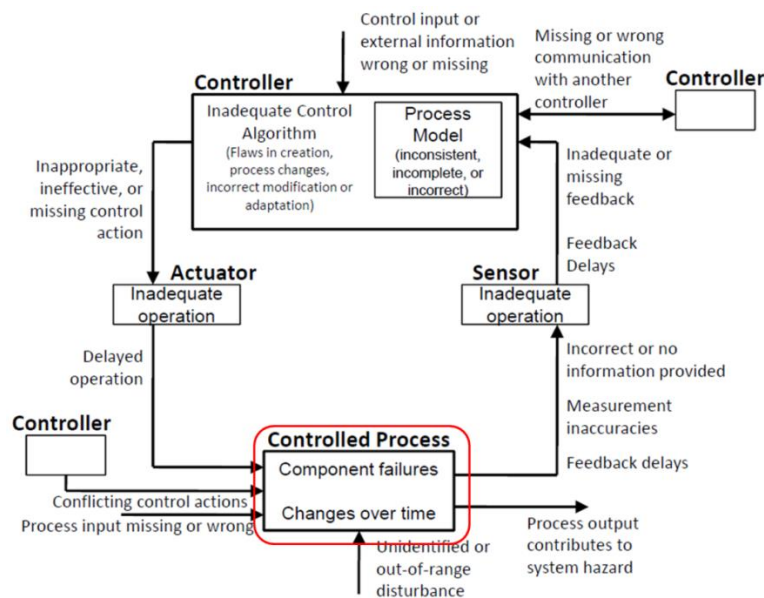 Control input or
external information
wrong or missing
Missing or wrong
communication
with another
controller
Controller
Controller
Inadequate Control
Algorithm
(Flaws in creation,
process changes,
incorrect modification or
adaptation)
Process
Model
(inconsistent,
incomplete, or
incorrect)
Inappropriate,
ineffective, or
missing control
action
Inadequate or
missing
feedback
Feedback
Delays
Actuator
Inadequate
operation
Sensor
Inadequate
operation
Delayed
operation
Incorrect or no
information provided
Measurement
inaccuracies
Feedback delays
Controller
Controlled Process
Component failures
Changes over time
Conflicting control actions
Process input missing or wrong
Process output
contributes to
system hazard
Unidentified or
out-of-range
disturbance